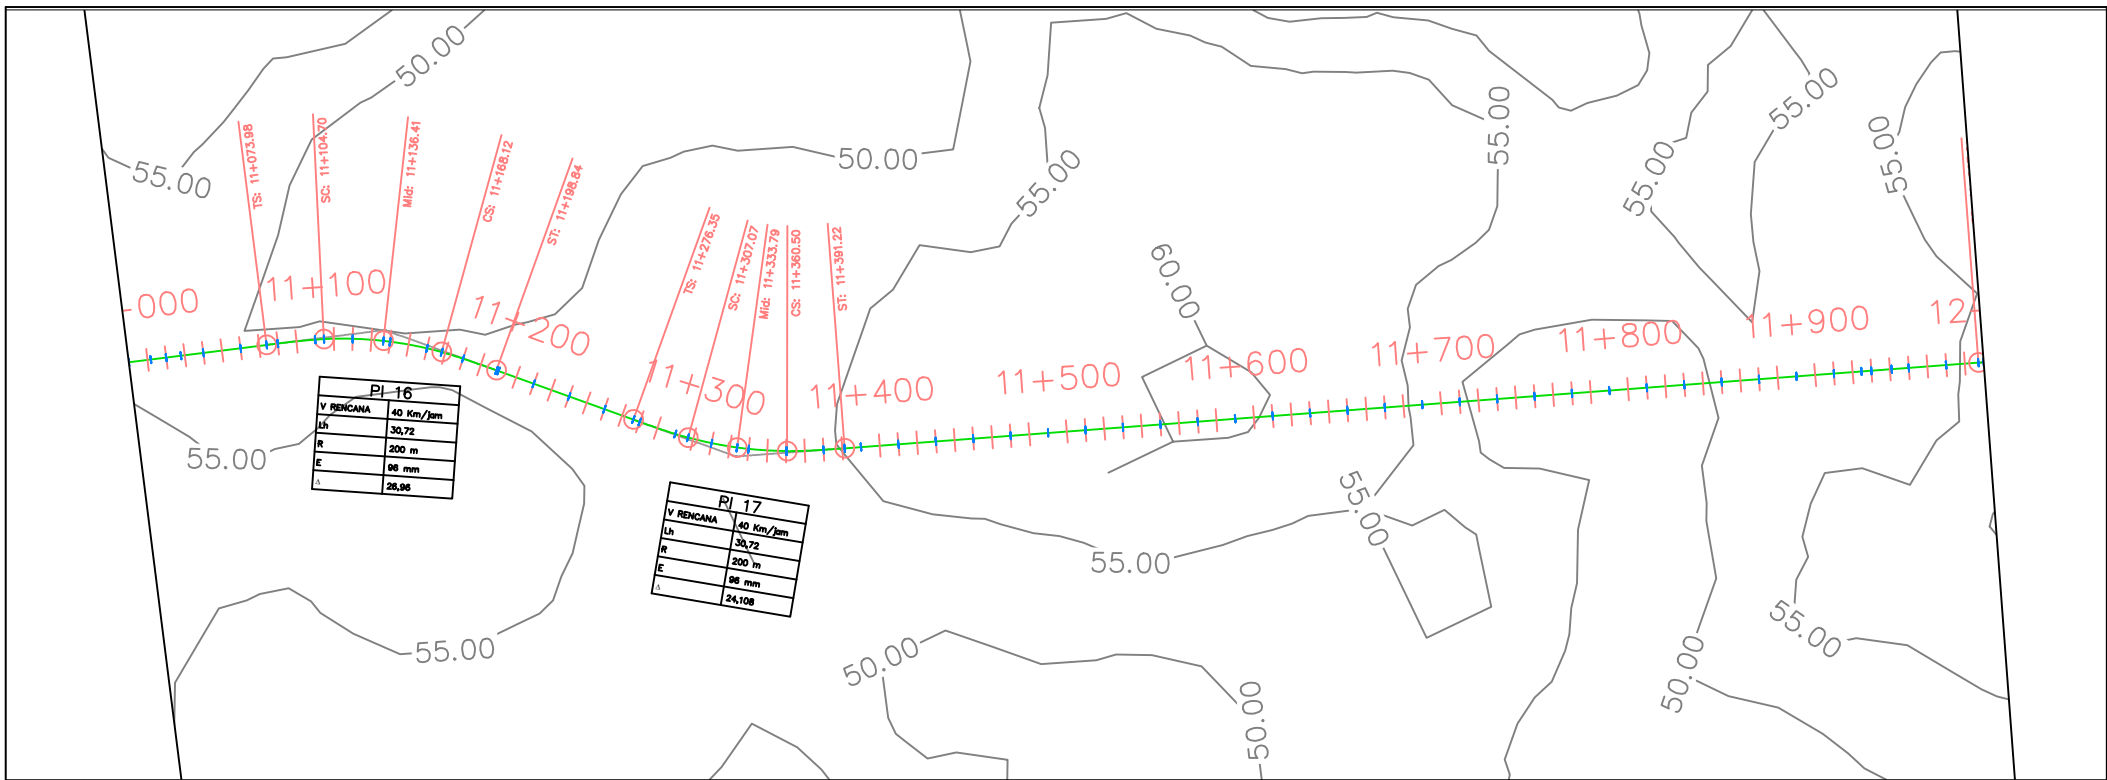 50.00
55.00
TS: 11+073.98
SC: 11+104.70
Mid: 11+136.41
CS: 11+168.12
ST: 11+198.84
50.00
55.00
55.00
55.00
55.00
55.00
TS: 11+276.35
SC: 11+307.07
Mid: 11+333.79
CS: 11+360.50
ST: 11+391.22
60.00
-000
11+100
11+200
11+300
11+400
11+500
11+600
11+700
11+800
11+900
12+
PI 16
V RENCANA 40 Km/jam
Lh 30,72
R 200 m
E 96 mm
Δ 26,96
55.00
PI 17
V RENCANA 40 Km/jam
Lh 30,72
R 200 m
E 96 mm
Δ 24,108
55.00
55.00
55.00
50.00
50.00
50.00
55.00